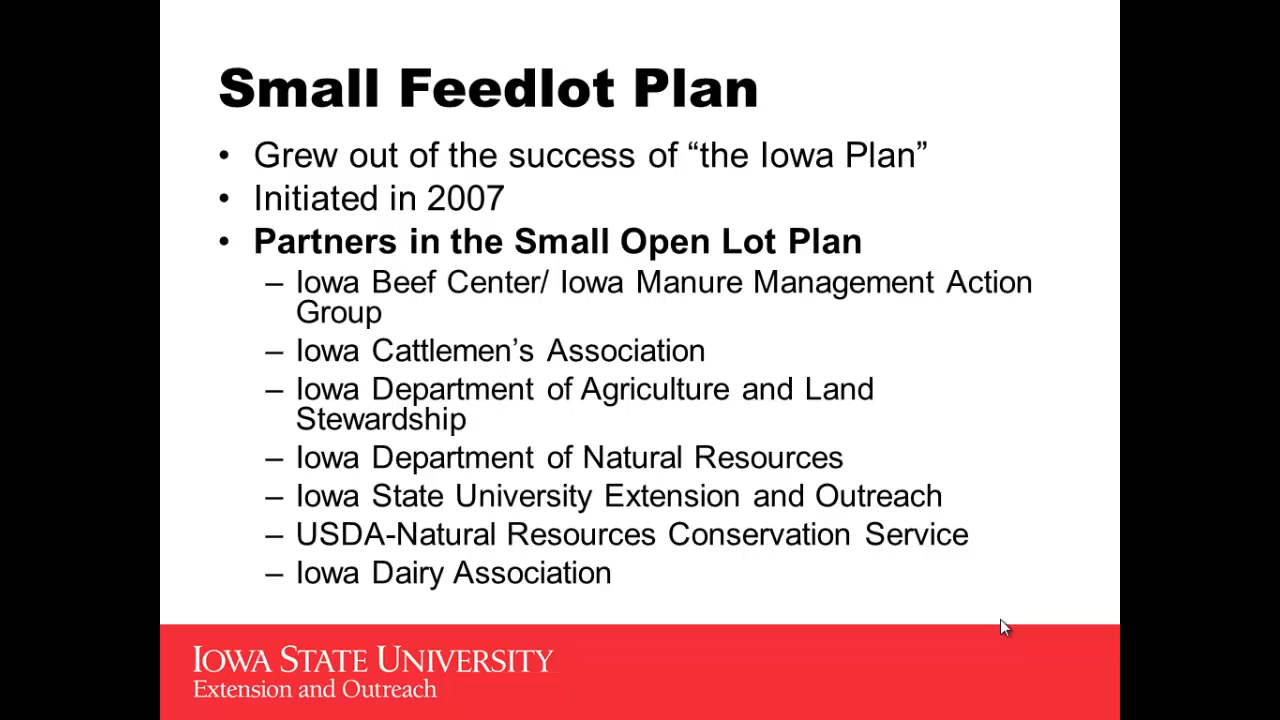 Small Feedlot Plan
• Grew out of the success of “the Iowa Plan”
• Initiated in 2007
• Partners in the Small Open Lot Plan
– Iowa Beef Center/ Iowa Manure Management Action
Group
– Iowa Cattlemen’s Association
– Iowa Department of Agriculture and Land
Stewardship
– Iowa Department of Natural Resources
– Iowa State University Extension and Outreach
– USDA-Natural Resources Conservation Service
– Iowa Dairy Association
IOWA STATE UNIVERSITY
Extension and Outreach